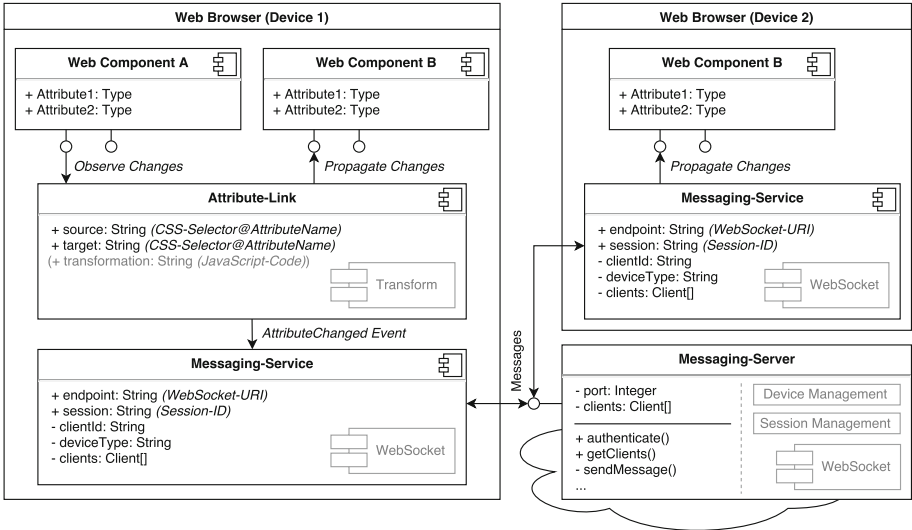 Web Browser (Device 1)
Web Component A
+ Attribute1: Type
+ Attribute2: Type
Web Component B
+ Attribute1: Type
+ Attribute2: Type
Observe Changes
Propagate Changes
Attribute-Link
+ source: String (CSS-Selector@AttributeName)
+ target: String (CSS-Selector@AttributeName)
(+ transformation: String (JavaScript-Code))
Transform
AttributeChanged Event
Messaging-Service
+ endpoint: String (WebSocket-URI)
+ session: String (Session-ID)
- clientId: String
- deviceType: String
- clients: Client[]
WebSocket
Messages
Web Browser (Device 2)
Web Component B
+ Attribute1: Type
+ Attribute2: Type
Propagate Changes
Messaging-Service
+ endpoint: String (WebSocket-URI)
+ session: String (Session-ID)
- clientId: String
- deviceType: String
- clients: Client[]
WebSocket
Messaging-Server
- port: Integer
- clients: Client[]
+ authenticate()
+ getClients()
- sendMessage()
...
Device Management
Session Management
WebSocket